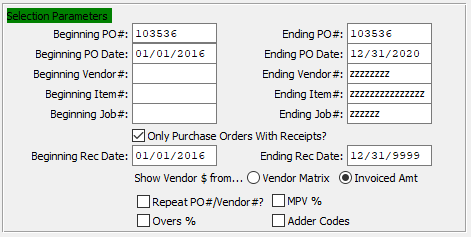 Selection Parameters
Beginning PO#: 103536 Ending PO#: 103536
Beginning PO Date: 01/01/2016 Ending PO Date: 12/31/2020
Beginning Vendor#: Ending Vendor#: zzzzzzzz
Beginning Item#: Ending Item#: zzzzzzzzzzzzzzz
Beginning Job#: Ending Job#: zzzzzz
Only Purchase Orders With Receipts?
Beginning Rec Date: 01/01/2016 Ending Rec Date: 12/31/9999
Show Vendor $ from... Vendor Matrix Invoiced Amt
Repeat PO#/Vendor#? MPV %
Overs % Adder Codes